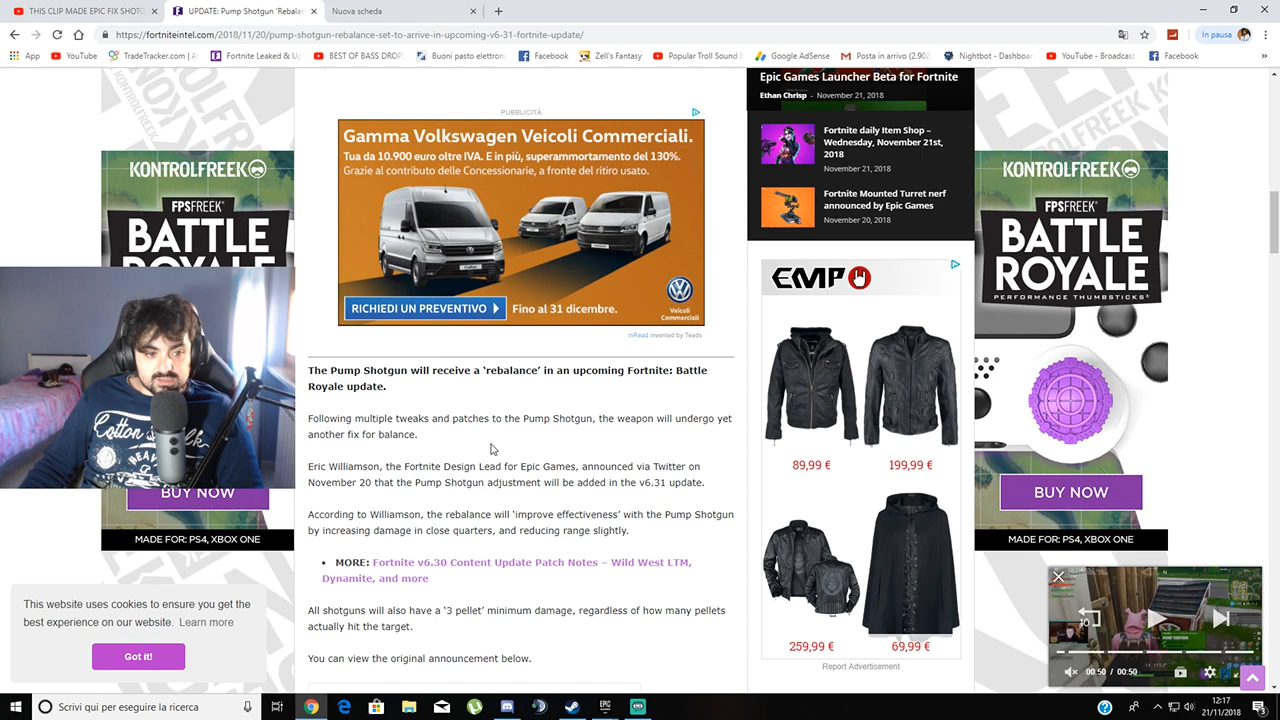 THIS CLIP MADE EPIC FIX SHOTG
UPDATE: Pump Shotgun 'Rebalan
Nuova scheda
https://fortniteintel.com/2018/11/20/pump-shotgun-rebalance-set-to-arrive-in-upcoming-v6-31-fortnite-update/
In pausa
App
YouTube
TradeTracker.com | A
Fortnite Leaked & U
BEST OF BASS DROP
Buoni pasto elettron
Facebook
Zell's Fantasy
Popular Troll Sound E
Google AdSense
Posta in arrivo (2.902
Nightbot - Dashboar
YouTube - Broadcast
Facebook
PUBBLICITÀ
Gamma Volkswagen Veicoli Commerciali.
Tua da 10.900 euro oltre IVA. E in più, superammortamento del 130%.
Grazie al contributo delle Concessionarie, a fronte del ritiro usato.
RICHIEDI UN PREVENTIVO
Fino al 31 dicembre.
Veicoli
Commerciali
inRead invented by Teads
The Pump Shotgun will receive a 'rebalance' in an upcoming Fortnite: Battle
Royale update.
Following multiple tweaks and patches to the Pump Shotgun, the weapon will undergo yet
another fix for balance.
Eric Williamson, the Fortnite Design Lead for Epic Games, announced via Twitter on
November 20 that the Pump Shotgun adjustment will be added in the v6.31 update.
According to Williamson, the rebalance will 'improve effectiveness' with the Pump Shotgun
by increasing damage in close quarters, and reducing range slightly.
• MORE: Fortnite v6.30 Content Update Patch Notes – Wild West LTM,
Dynamite, and more
All shotguns will also have a '3 pellet' minimum damage, regardless of how many pellets
actually hit the target.
You can view the original announcement below.
Epic Games Launcher Beta for Fortnite
Ethan Chrisp - November 21, 2018
Fortnite daily Item Shop –
Wednesday, November 21st,
2018
November 21, 2018
Fortnite Mounted Turret nerf
announced by Epic Games
November 20, 2018
EMP
89,99 €
199,99 €
259,99 €
69,99 €
Report Advertisement
KONTROLFREEK
FPSFREEK
BATTLE
ROYALE
BUY NOW
MADE FOR: PS4, XBOX ONE
KONTROLFREEK
FPSFREEK
BATTLE
ROYALE
PERFORMANCE THUMBSTICKS
BUY NOW
MADE FOR: PS4, XBOX ONE
Cotton
This website uses cookies to ensure you get the
best experience on our website. Learn more
Got it!
10
00:50 / 00:50
Scrivi qui per eseguire la ricerca
EPIC
12:17
21/11/2018
3